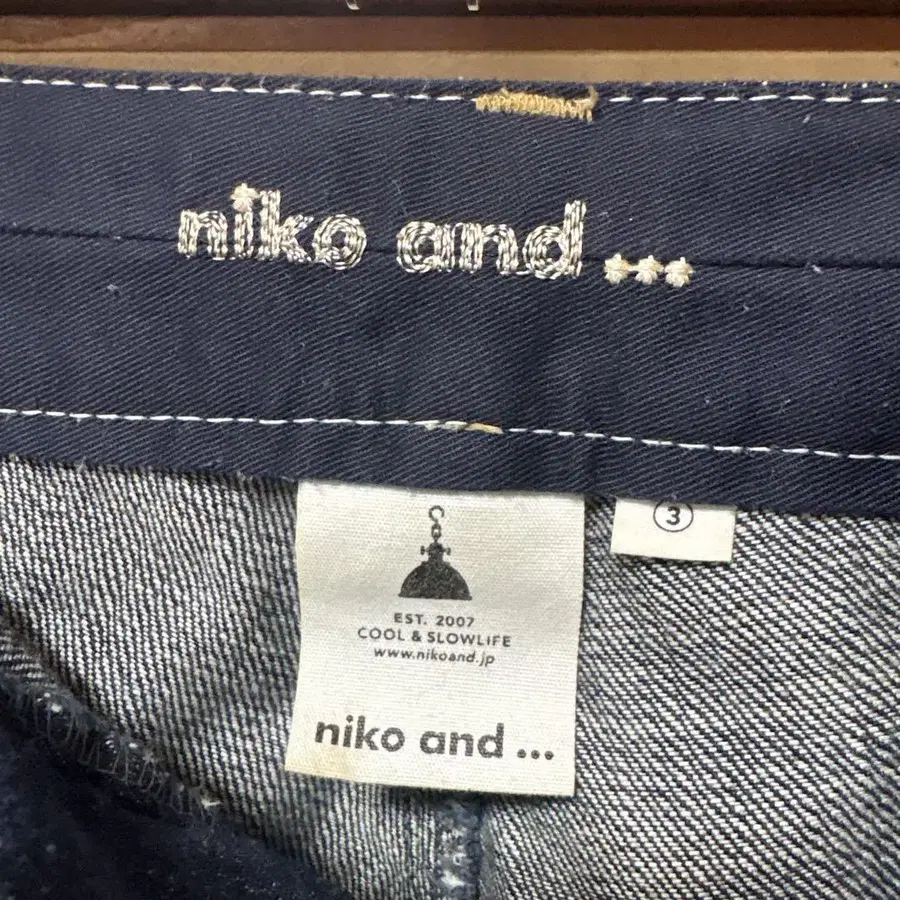 niko and ...
③
EST. 2007
COOL & SLOWLIFE
www.nikoand.jp
niko and ...